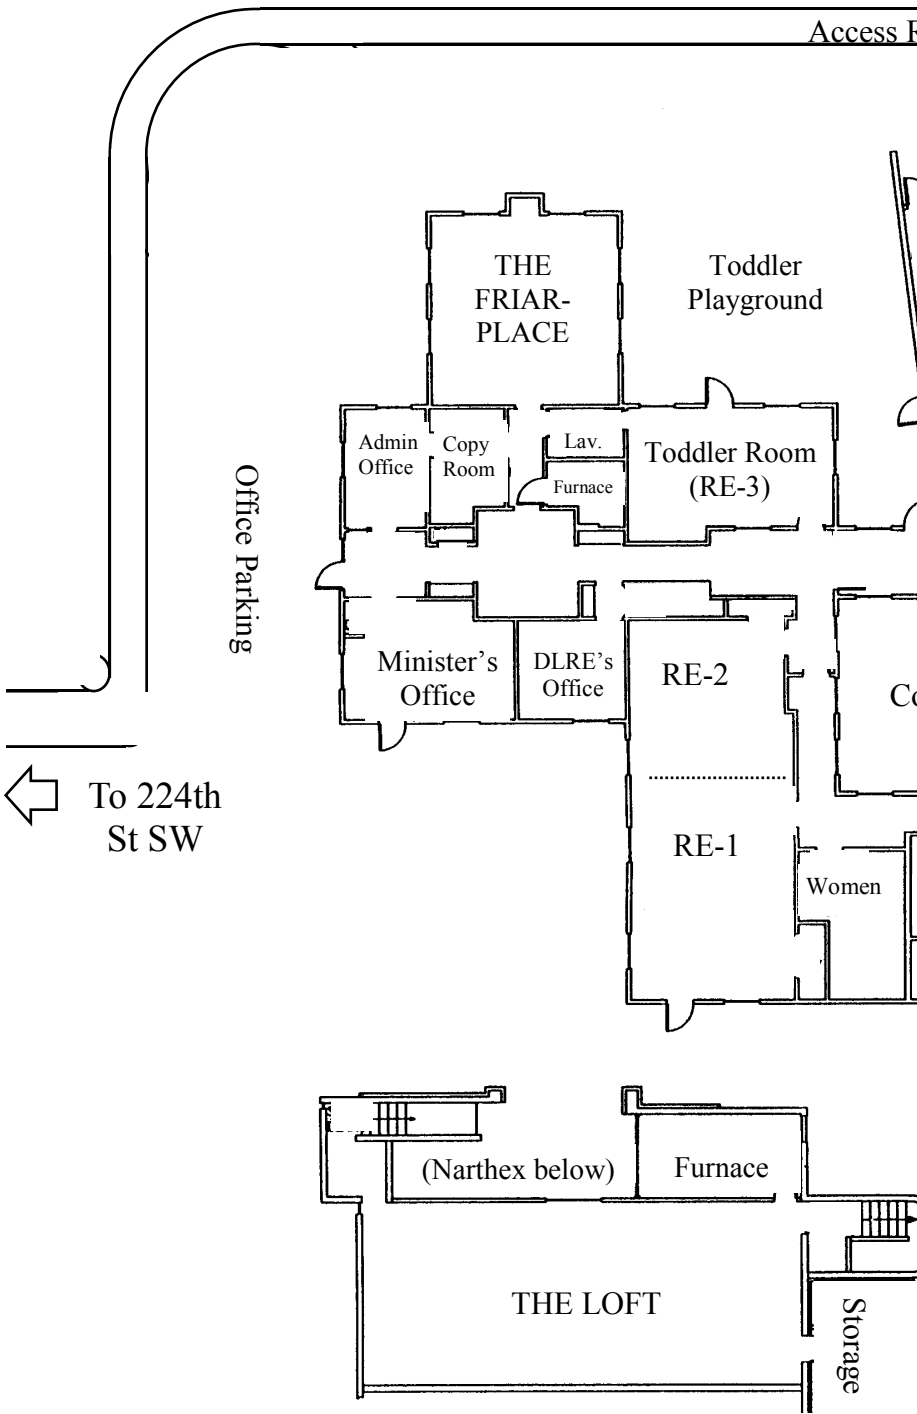 Access R
THE
FRIAR-
PLACE
Toddler
Playground
Admin
Office
Copy
Room
Lav.
Furnace
Toddler Room
(RE-3)
Office Parking
Minister's
Office
DLRE's
Office
RE-2
Co
To 224th
St SW
RE-1
Women
(Narthex below)
Furnace
THE LOFT
Storage